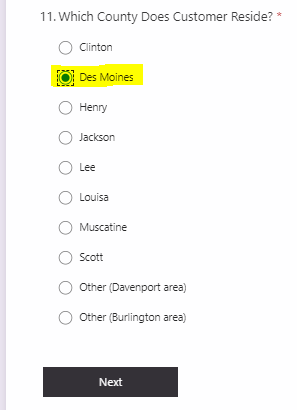 11. Which County Does Customer Reside? *
Clinton
Des Moines
Henry
Jackson
Lee
Louisa
Muscatine
Scott
Other (Davenport area)
Other (Burlington area)
Next